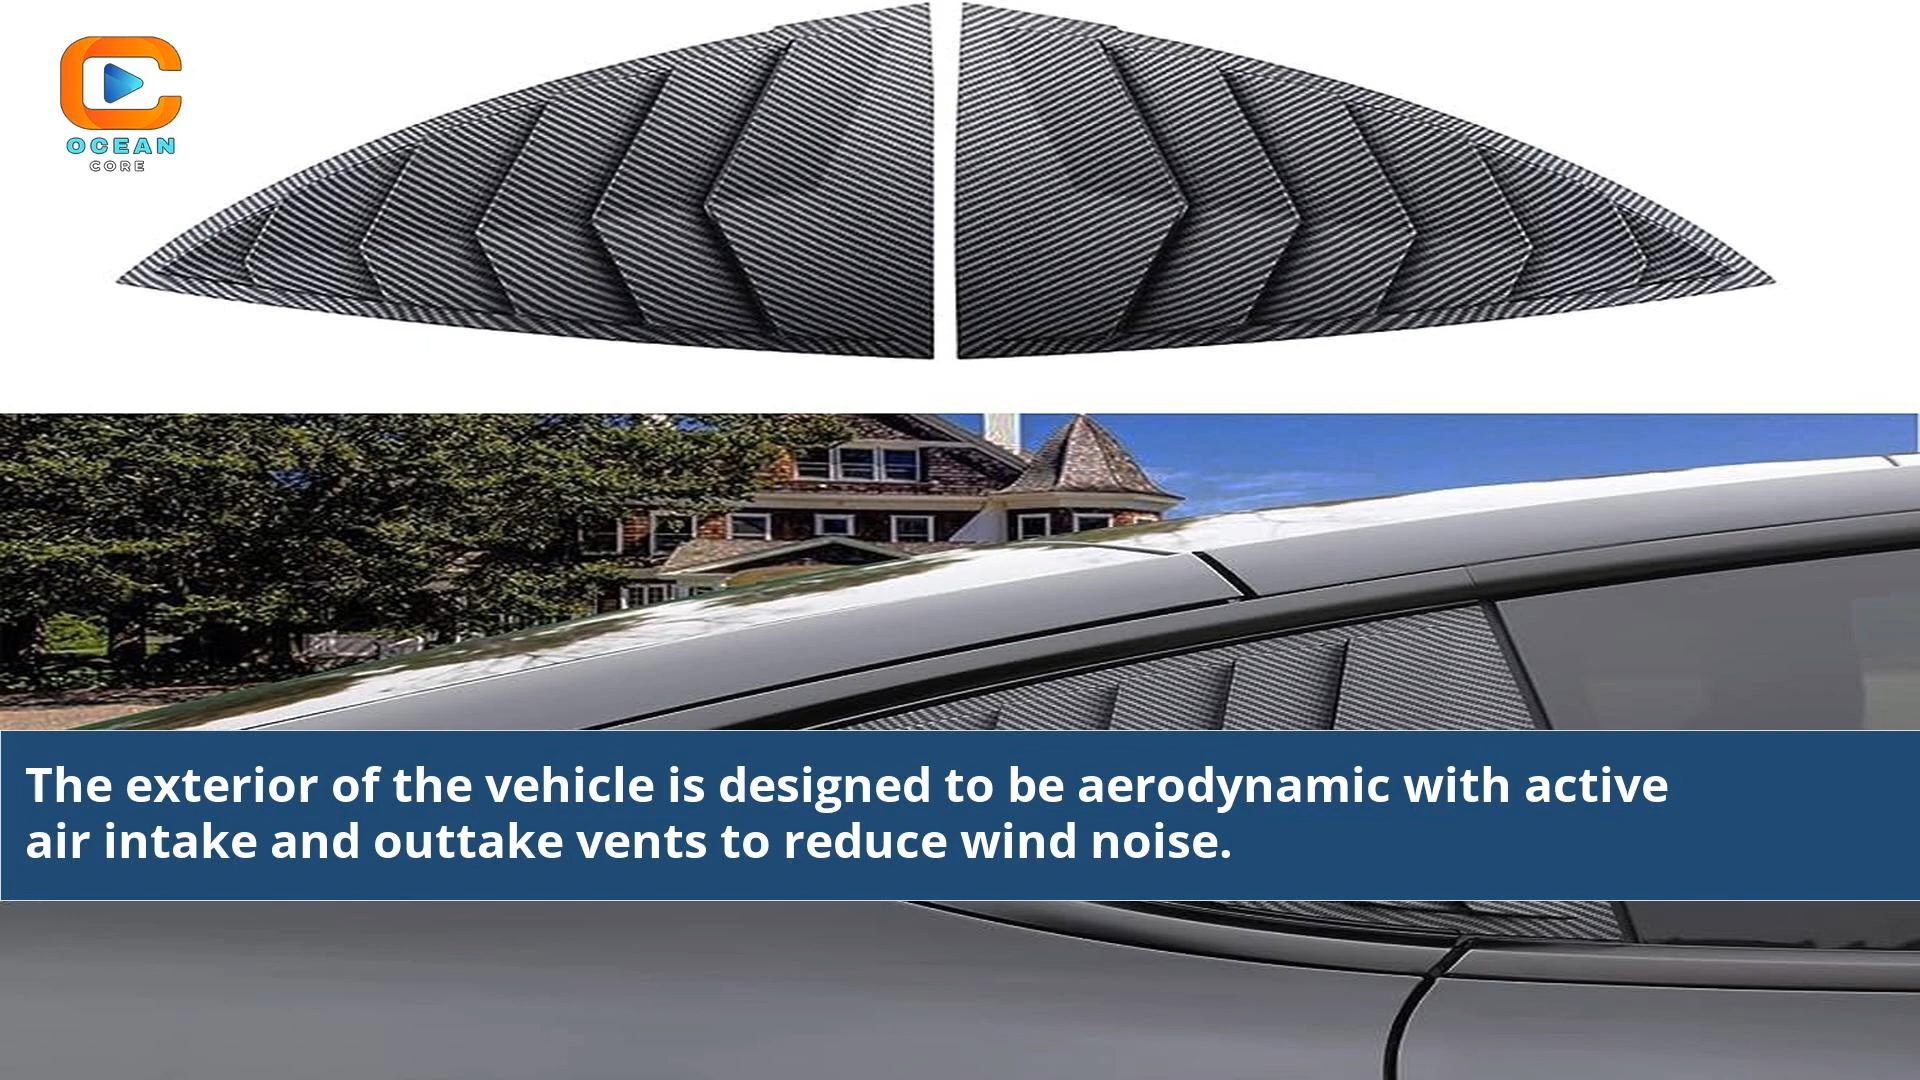 OCEAN
CORE
The exterior of the vehicle is designed to be aerodynamic with active
air intake and outtake vents to reduce wind noise.